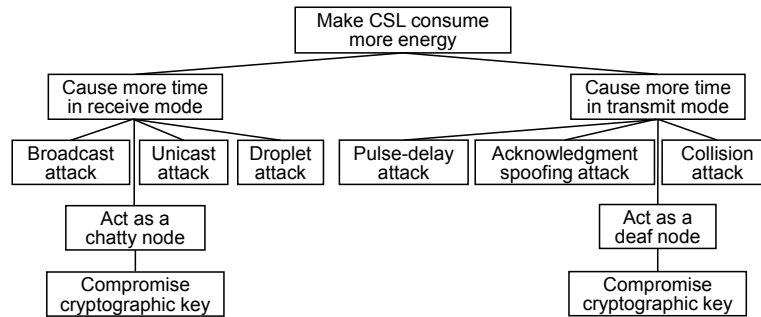 Make CSL consume
more energy
Cause more time
in receive mode
Cause more time
in transmit mode
Broadcast
attack
Unicast
attack
Droplet
attack
Pulse-delay
attack
Acknowledgment
spoofing attack
Collision
attack
Act as a
chatty node
Act as a
deaf node
Compromise
cryptographic key
Compromise
cryptographic key